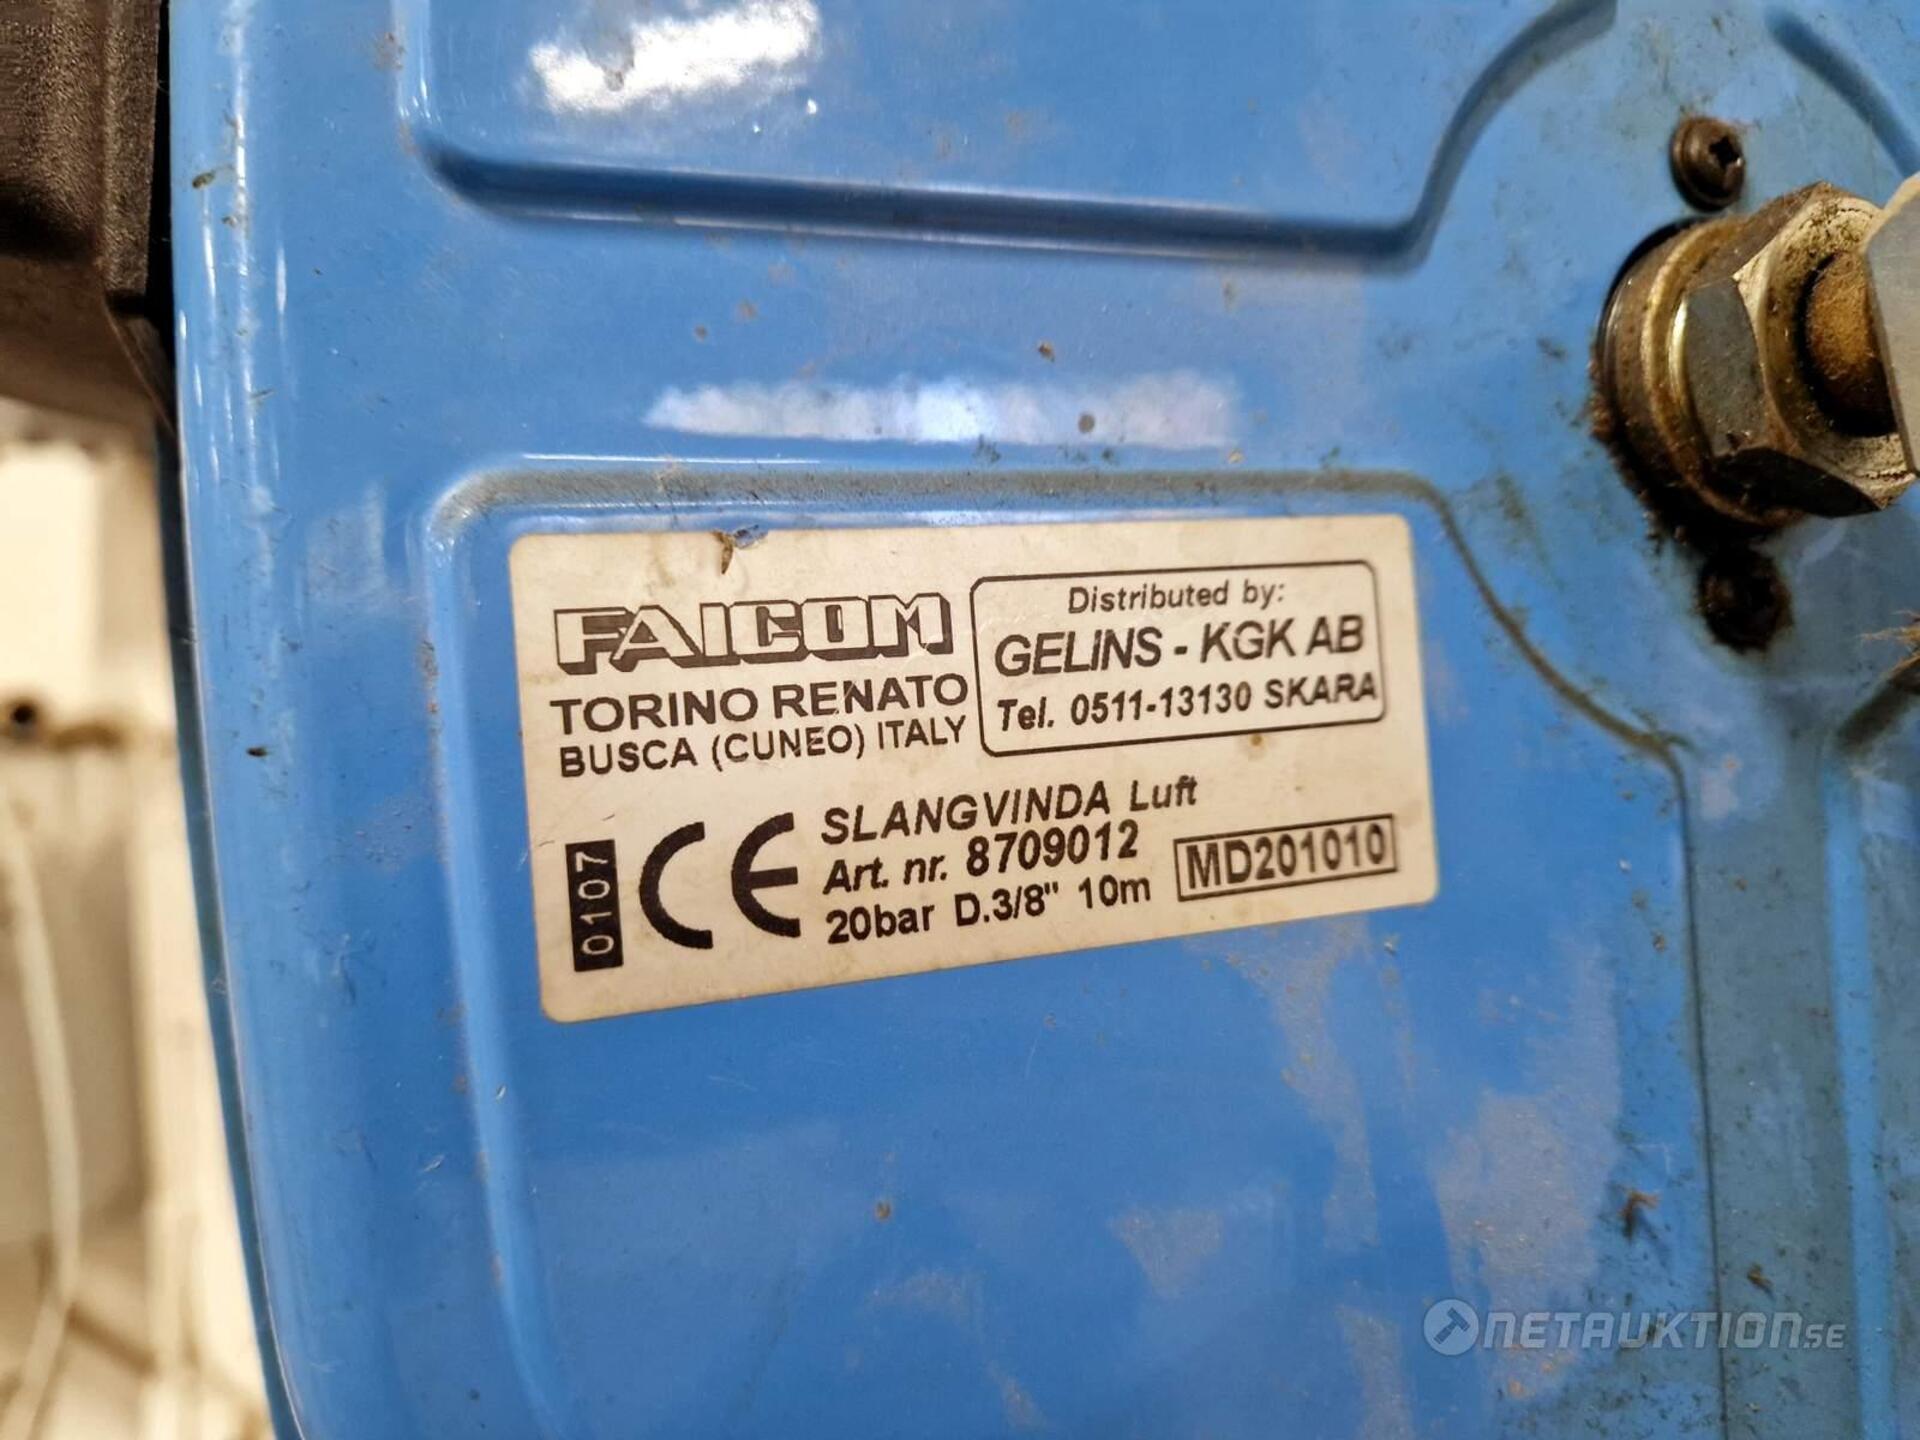 FAICOM
TORINO RENATO
BUSCA (CUNEO) ITALY
Distributed by:
GELINS - KGK AB
Tel. 0511-13130 SKARA
0107
CE
SLANGVINDA Luft
Art. nr. 8709012
20bar D.3/8" 10m
MD201010
NETAUKTION.SE